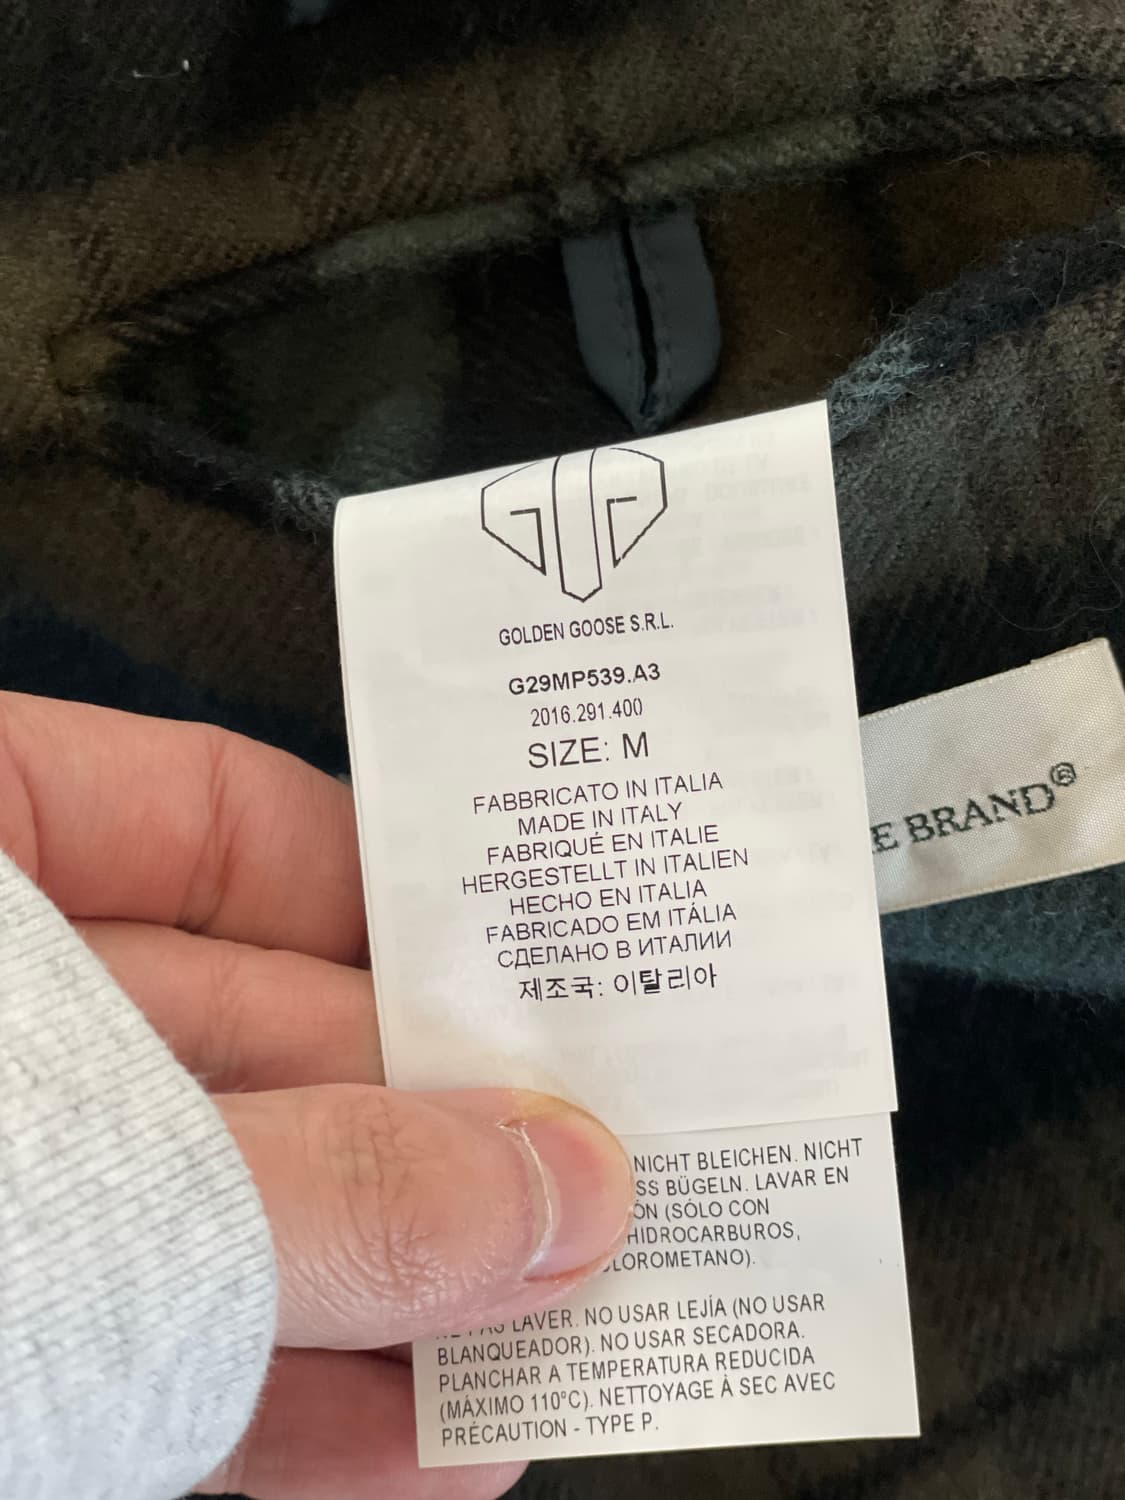 GOLDEN GOOSE S.R.L.
G29MP539.A3
2016.291.400
SIZE: M
FABBRICATO IN ITALIA
MADE IN ITALY
FABRIQUÉ EN ITALIE
HERGESTELLT IN ITALIEN
HECHO EN ITALIA
FABRICADO EM ITÁLIA
СДЕЛАНО В ИТАЛИИ
제조국: 이탈리아
E BRAND®
NICHT BLEICHEN. NICHT
SS BÜGELN. LAVAR EN
ÓN (SÓLO CON
HIDROCARBUROS,
LOROMETANO).
LAVER. NO USAR LEJÍA (NO USAR
BLANQUEADOR). NO USAR SECADORA.
PLANCHAR A TEMPERATURA REDUCIDA
(MÁXIMO 110°C). NETTOYAGE À SEC AVEC
PRÉCAUTION - TYPE P.